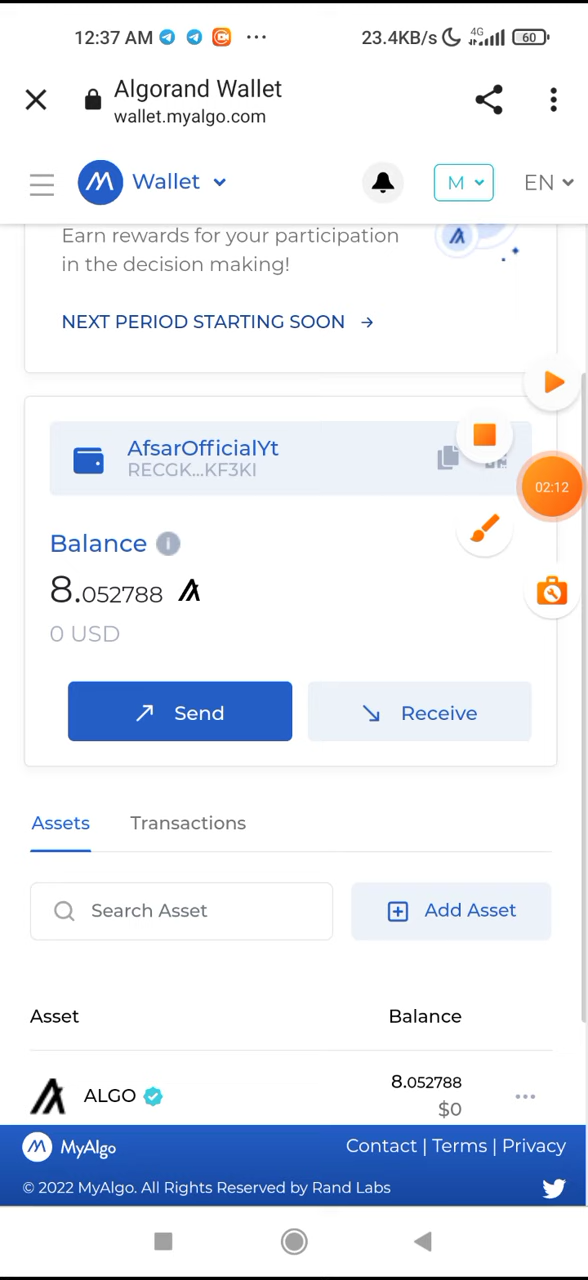 12:37 AM ... 23.4KB/s 4G 60
Algorand Wallet
wallet.myalgo.com
Wallet M EN
Earn rewards for your participation
in the decision making!
NEXT PERIOD STARTING SOON →
AfsarOfficialYt
RECGK...KF3KI
02:12
Balance i
8.052788
0 USD
Send Receive
Assets Transactions
Search Asset Add Asset
Asset Balance
ALGO 8.052788
$0 ...
MyAlgo Contact | Terms | Privacy
© 2022 MyAlgo. All Rights Reserved by Rand Labs